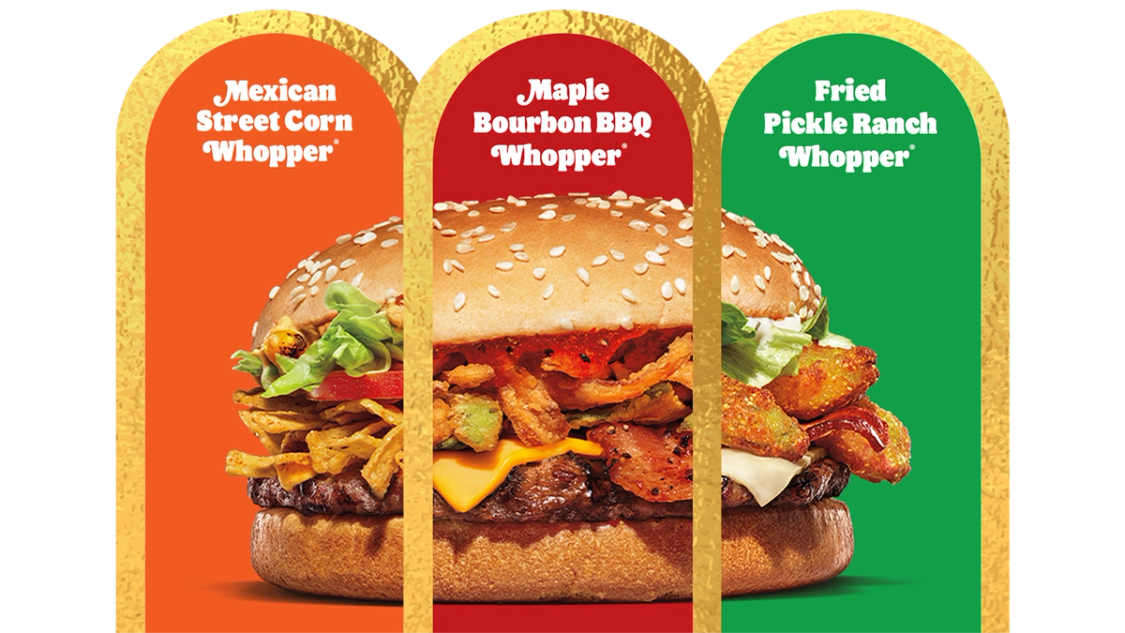 Mexican
Street Corn
Whopper®
Maple
Bourbon BBQ
Whopper®
Fried
Pickle Ranch
Whopper®